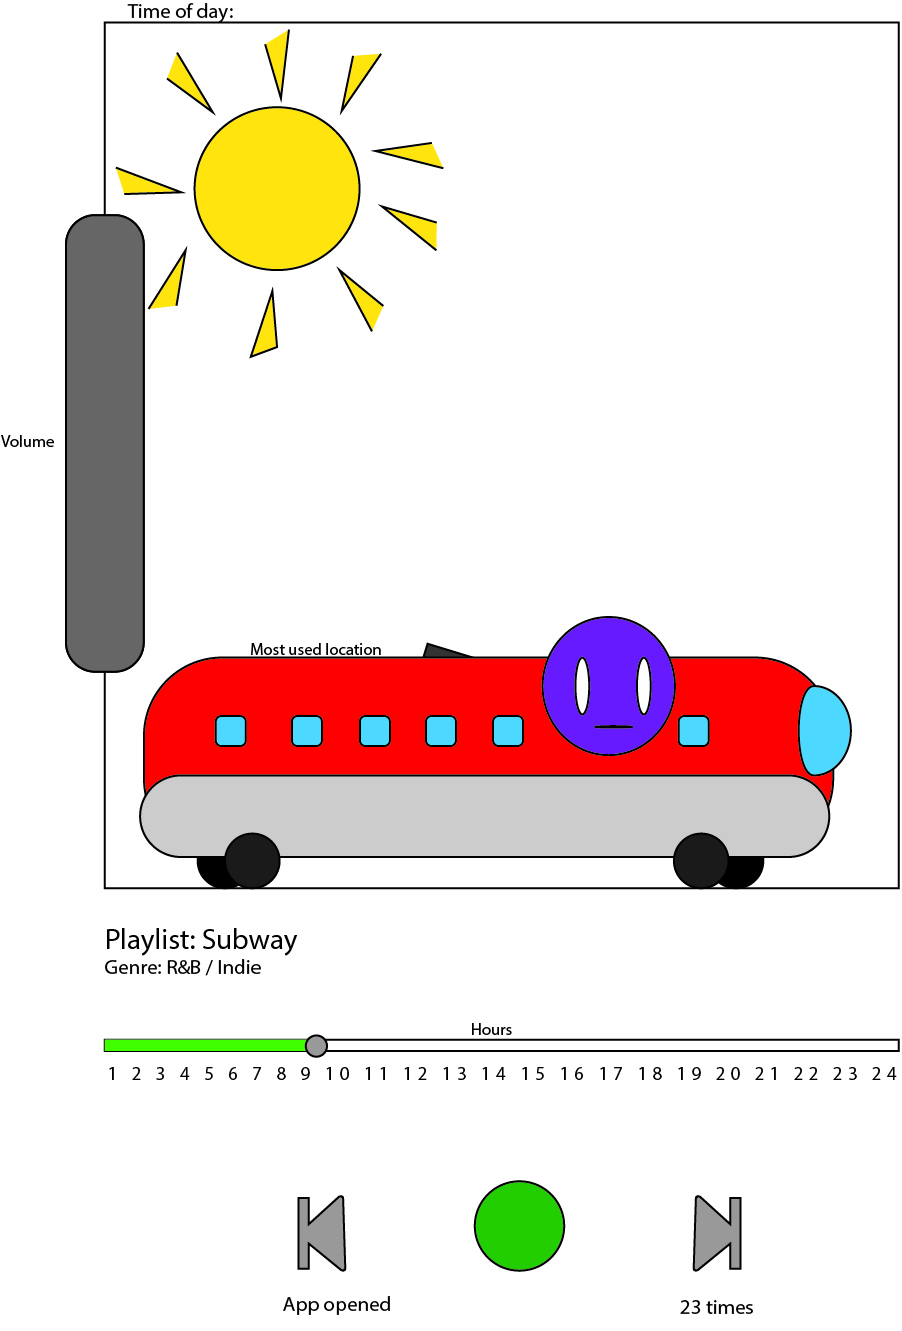 Time of day:
Volume
Most used location
Playlist: Subway
Genre: R&B / Indie
Hours
1 2 3 4 5 6 7 8 9 10 11 12 13 14 15 16 17 18 19 20 21 22 23 24
App opened 23 times